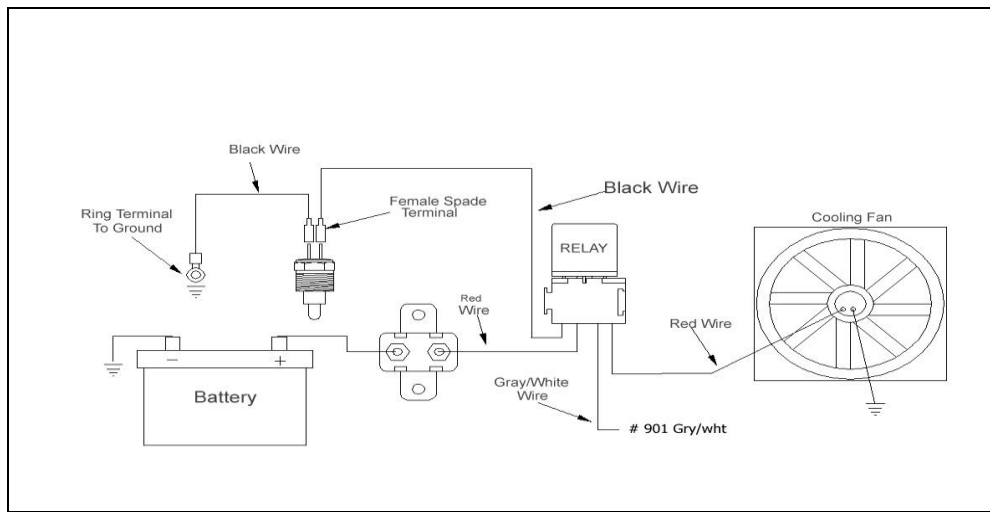 Black Wire
Ring Terminal
To Ground
Female Spade
Terminal
Black Wire
RELAY
Cooling Fan
Red
Wire
Red Wire
Gray/White
Wire
# 901 Gry/wht
− +
Battery